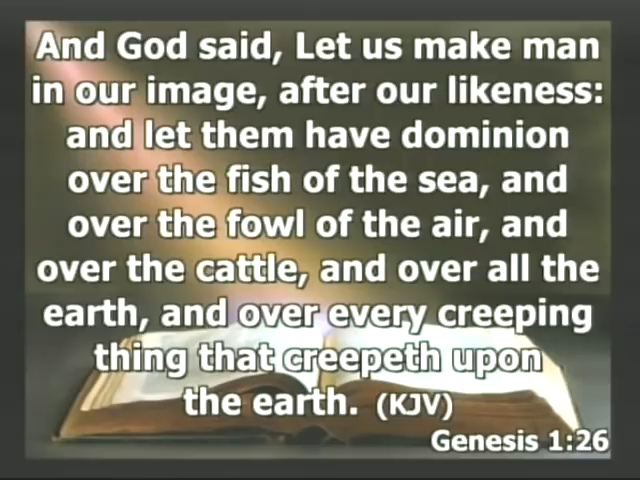 And God said, Let us make man
in our image, after our likeness:
and let them have dominion
over the fish of the sea, and
over the fowl of the air, and
over the cattle, and over all the
earth, and over every creeping
thing that creepeth upon
the earth. (KJV)
Genesis 1:26